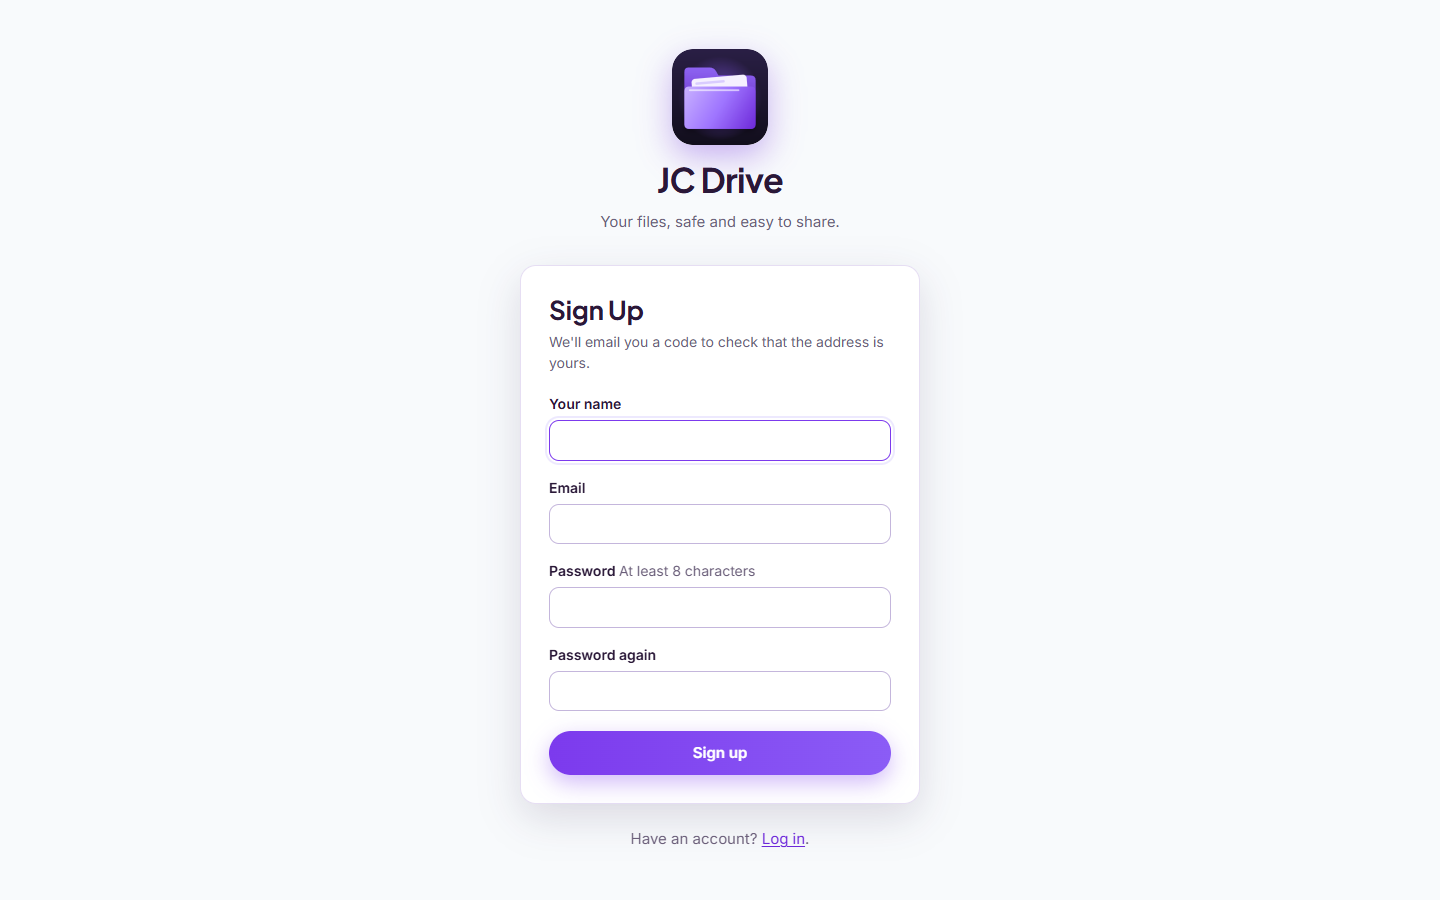 JC Drive
Your files, safe and easy to share.
Sign Up
We'll email you a code to check that the address is
yours.
Your name
Email
Password At least 8 characters
Password again
Sign up
Have an account? Log in.